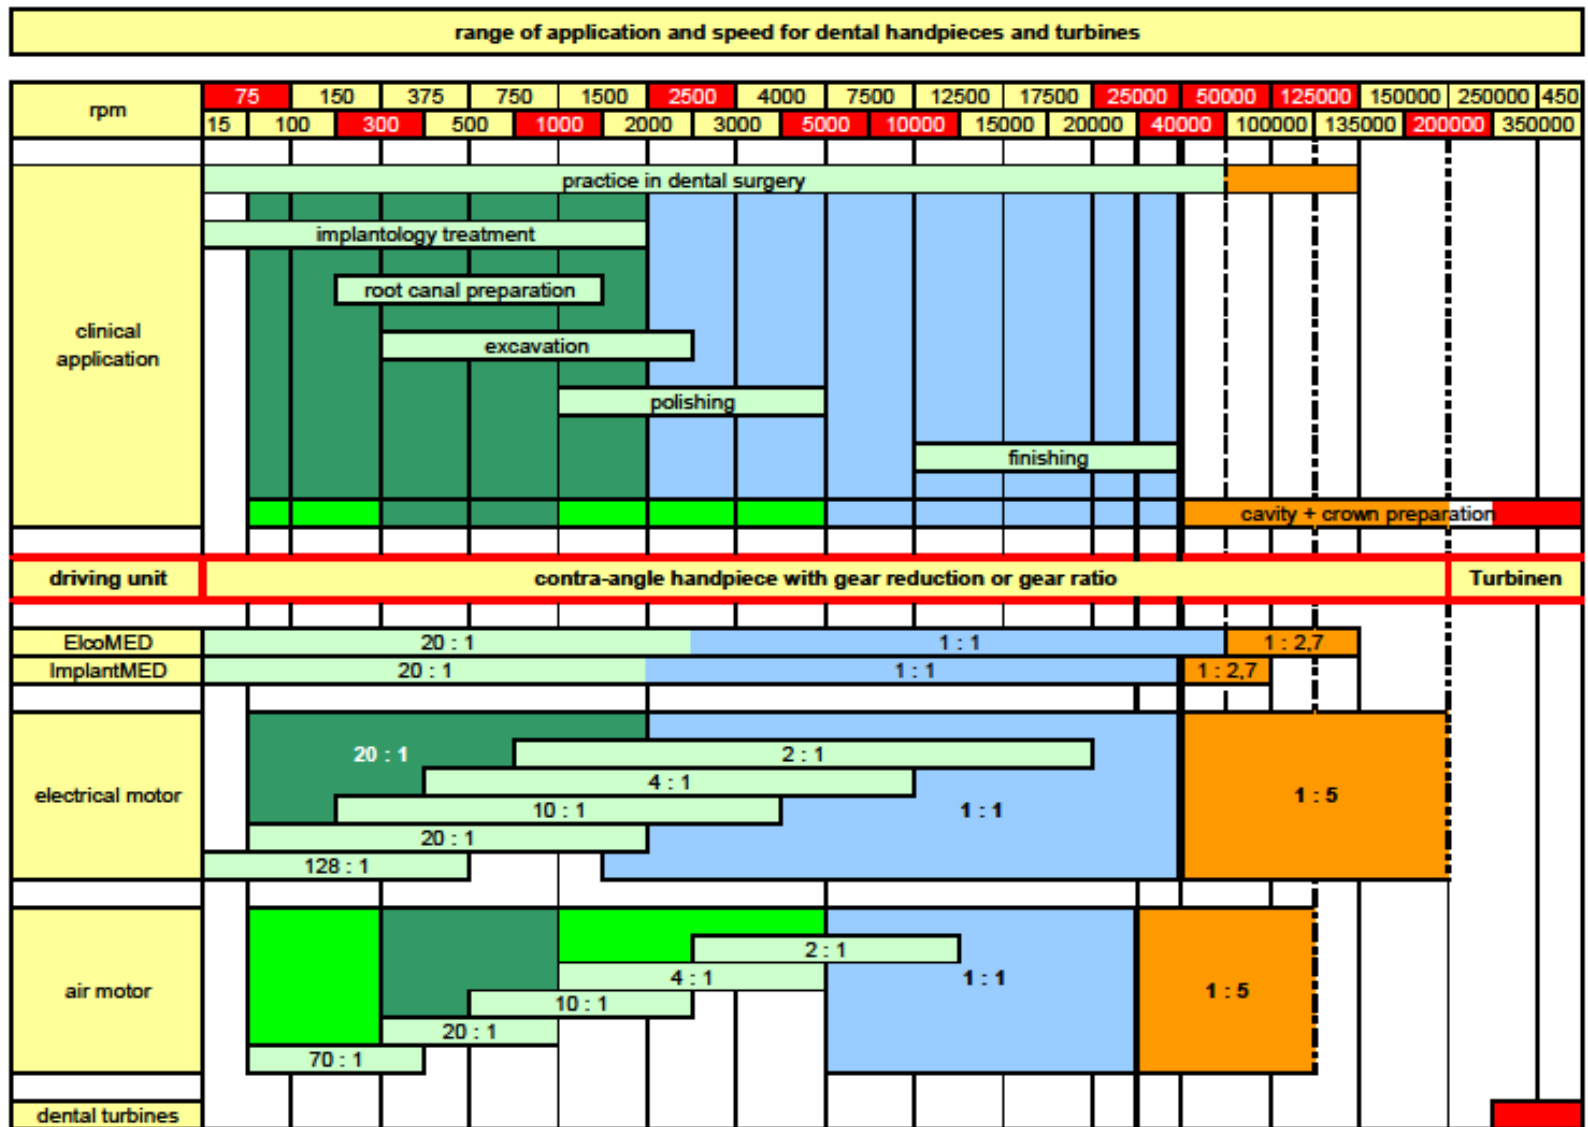 range of application and speed for dental handpieces and turbines
rpm
75 150 375 750 1500 2500 4000 7500 12500 17500 25000 50000 125000 150000 250000 450
15 100 300 500 1000 2000 3000 5000 10000 15000 20000 40000 100000 135000 200000 350000
clinical
application
practice in dental surgery
implantology treatment
root canal preparation
excavation
polishing
finishing
cavity + crown preparation
driving unit contra-angle handpiece with gear reduction or gear ratio Turbinen
ElcoMED 20 : 1 1 : 1 1 : 2,7
ImplantMED 20 : 1 1 : 1 1 : 2,7
electrical motor
20 : 1 2 : 1
4 : 1
10 : 1 1 : 1 1 : 5
20 : 1
128 : 1
air motor
2 : 1
4 : 1 1 : 1 1 : 5
10 : 1
20 : 1
70 : 1
dental turbines